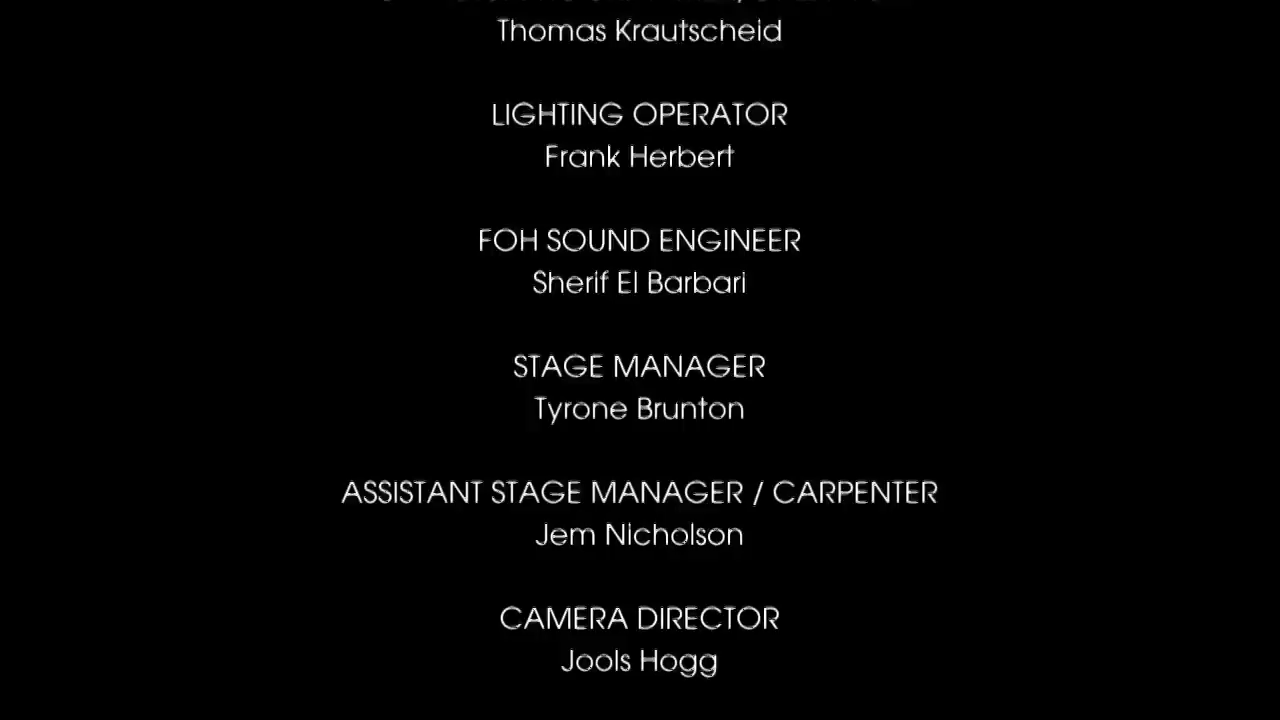 Thomas Krautscheid
LIGHTING OPERATOR
Frank Herbert
FOH SOUND ENGINEER
Sherif El Barbari
STAGE MANAGER
Tyrone Brunton
ASSISTANT STAGE MANAGER / CARPENTER
Jem Nicholson
CAMERA DIRECTOR
Jools Hogg